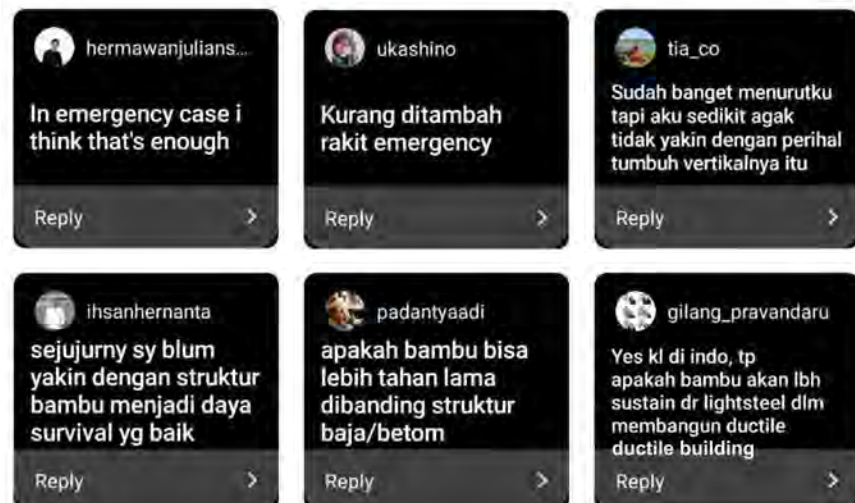 hermawanjulians...
In emergency case i
think that's enough
Reply
ukashino
Kurang ditambah
rakit emergency
Reply
tia_co
Sudah banget menurutku
tapi aku sedikit agak
tidak yakin dengan perihal
tumbuh vertikalnya itu
Reply
ihsanhernanta
sejujurny sy blum
yakin dengan struktur
bambu menjadi daya
survival yg baik
Reply
padantyaadi
apakah bambu bisa
lebih tahan lama
dibanding struktur
baja/betom
Reply
gilang_pravandaru
Yes kl di indo, tp
apakah bambu akan lbh
sustain dr lightsteel dlm
membangun ductile
ductile building
Reply